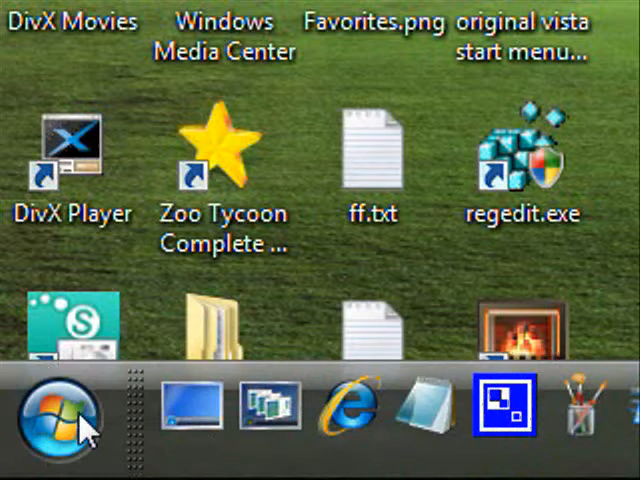 DivX Movies
Windows
Media Center
Favorites.png
original vista
start menu...
DivX Player
Zoo Tycoon
Complete ...
ff.txt
regedit.exe
S